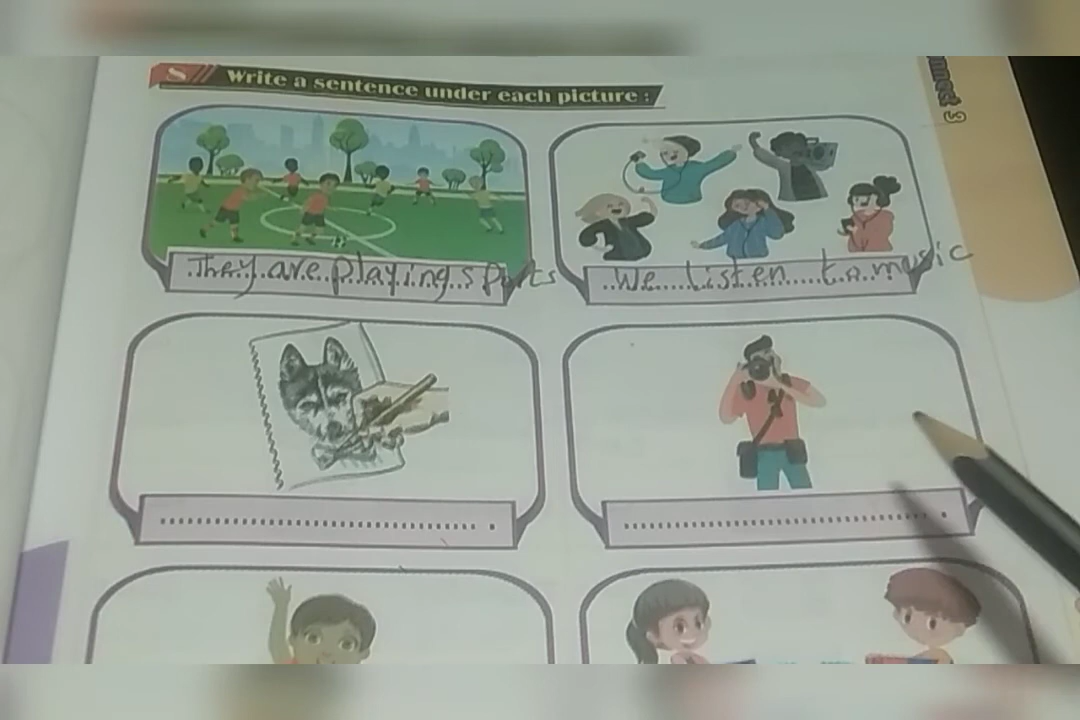 8 Write a sentence under each picture :
They are playing sports
We listen to music